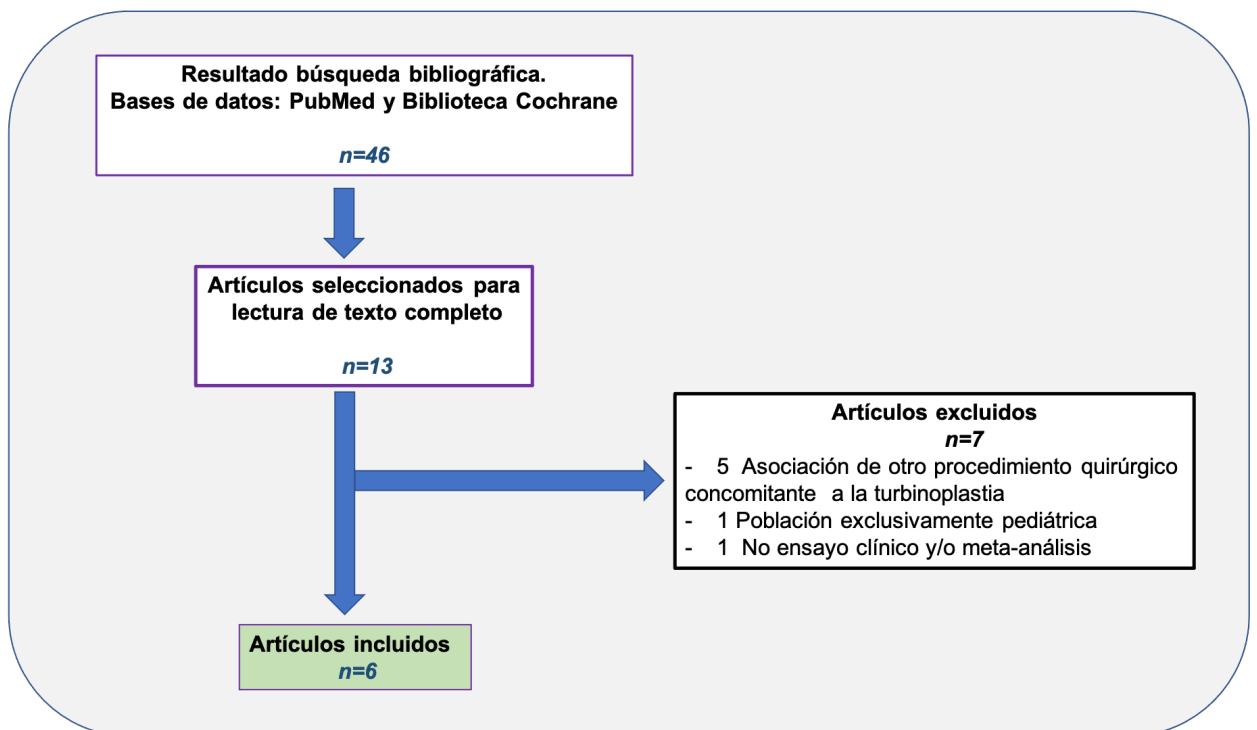 Resultado búsqueda bibliográfica.
Bases de datos: PubMed y Biblioteca Cochrane
n=46
Artículos seleccionados para
lectura de texto completo
n=13
Artículos excluidos
n=7
- 5 Asociación de otro procedimiento quirúrgico
concomitante a la turbinoplastia
- 1 Población exclusivamente pediátrica
- 1 No ensayo clínico y/o meta-análisis
Artículos incluidos
n=6